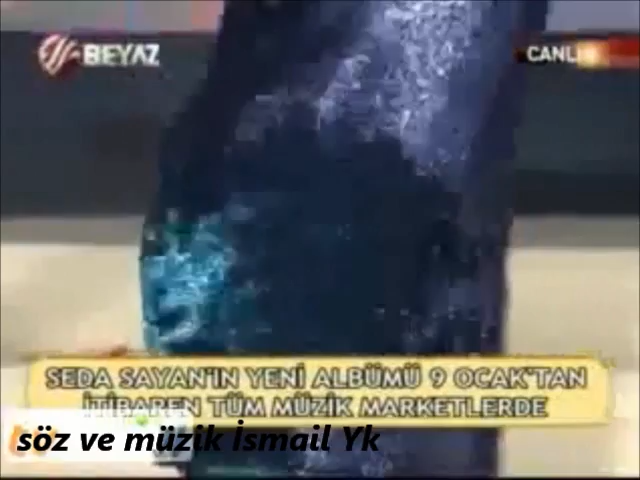 BEYAZ
CANLI
SEDA SAYAN'IN YENİ ALBÜMÜ 9 OCAK'TAN
İTİBAREN TÜM MÜZİK MARKETLERDE
söz ve müzik İsmail Yk